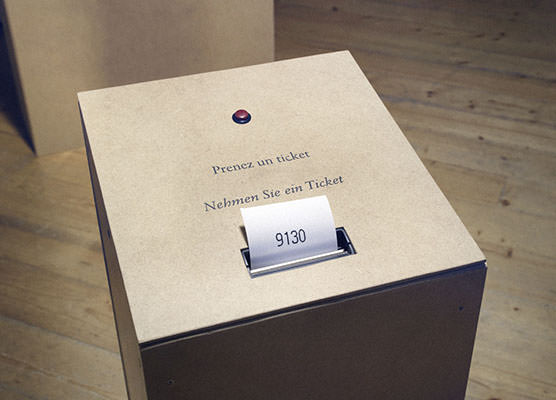 Prenez un ticket
Nehmen Sie ein Ticket
9130